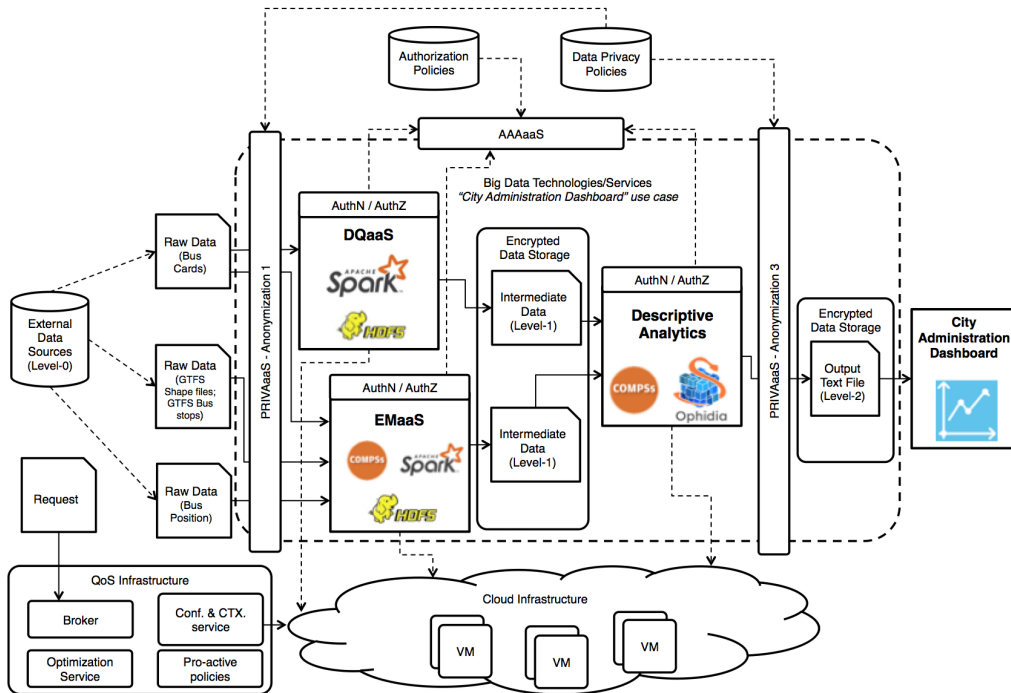 Authorization
Policies
Data Privacy
Policies
AAAaaS
Big Data Technologies/Services
“City Administration Dashboard” use case
PRIVAaaS - Anonymization 1
PRIVAaaS - Anonymization 3
External
Data
Sources
(Level-0)
Raw Data
(Bus
Cards)
Raw Data
(GTFS
Shape files;
GTFS Bus
stops)
Raw Data
(Bus
Position)
AuthN / AuthZ
DQaaS
APACHE
Spark
HDFS
AuthN / AuthZ
EMaaS
COMPSs
APACHE
Spark
HDFS
Encrypted
Data Storage
Intermediate
Data
(Level-1)
Intermediate
Data
(Level-1)
AuthN / AuthZ
Descriptive
Analytics
COMPSs
Ophidia
Encrypted
Data Storage
Output
Text File
(Level-2)
City
Administration
Dashboard
Request
QoS Infrastructure
Broker
Conf. & CTX.
service
Optimization
Service
Pro-active
policies
Cloud Infrastructure
VM
VM
VM